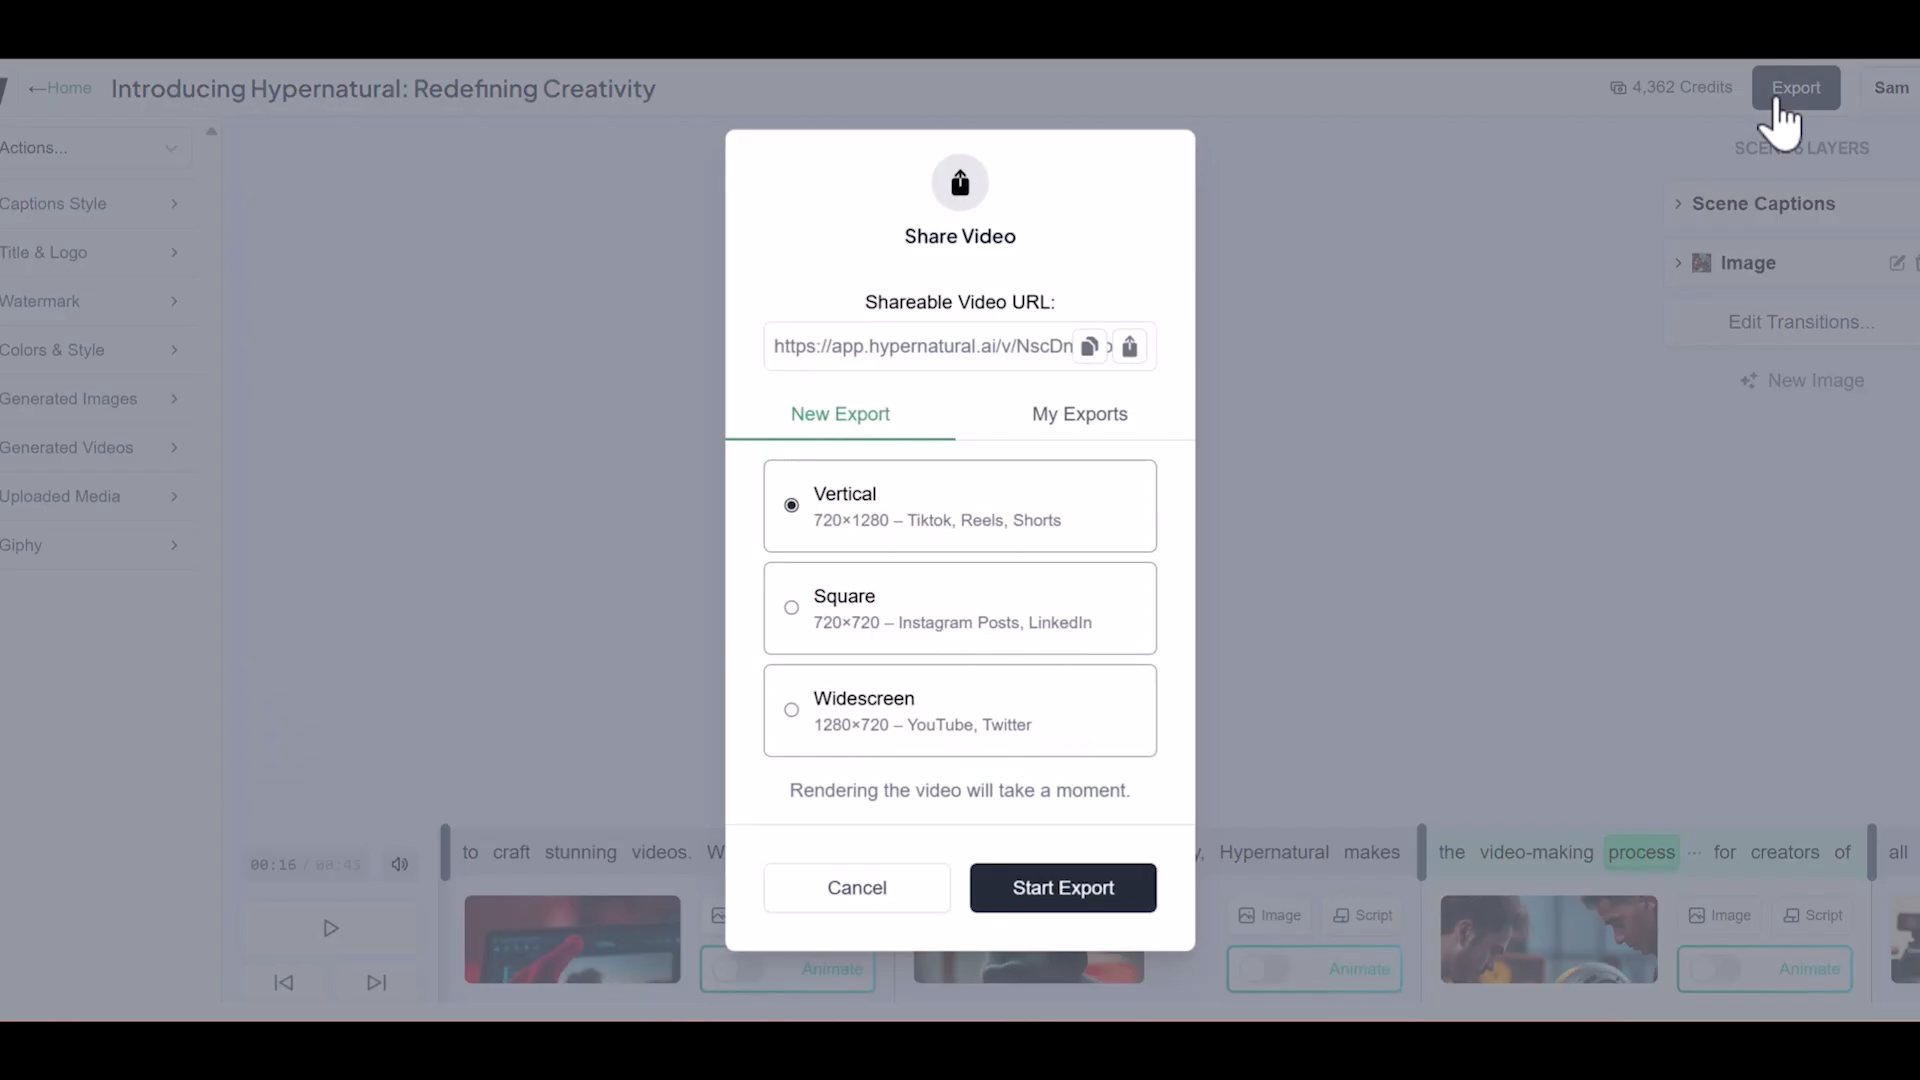 ←Home
Introducing Hypernatural: Redefining Creativity
4,362 Credits
Export
Sam
Actions...
Captions Style
Title & Logo
Watermark
Colors & Style
Generated Images
Generated Videos
Uploaded Media
Giphy
Share Video
Shareable Video URL:
https://app.hypernatural.ai/v/NscDn
New Export
My Exports
Vertical
720×1280 – Tiktok, Reels, Shorts
Square
720×720 – Instagram Posts, LinkedIn
Widescreen
1280×720 – YouTube, Twitter
Rendering the video will take a moment.
Cancel
Start Export
LAYERS
Scene Captions
Image
Edit Transitions...
New Image
00:16 / 00:43
to craft stunning videos. W
, Hypernatural makes
the video-making process ... for creators of
all
Animate
Image
Script
Animate
Image
Script
Animate